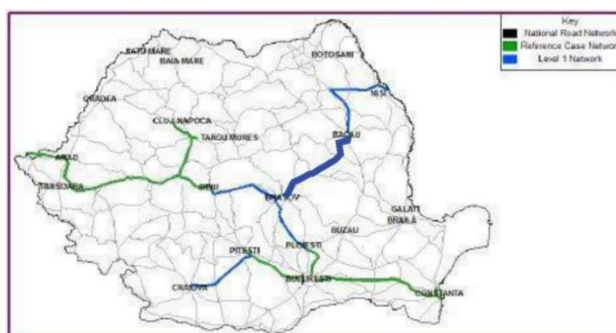 Key
National Road Network
Reference Case Network
Level 1 Network
BOTOSANI
SATU MARE
BAIA MARE
IASI
ORADEA
CLUJ-NAPOCA
BACAU
TARGU MURES
ARAD
TIMISOARA
SIBIU
BRASOV
GALATI
BRAILA
BUZAU
PITESTI
PLOIESTI
BUCURESTI
CRAIOVA
CONSTANTA